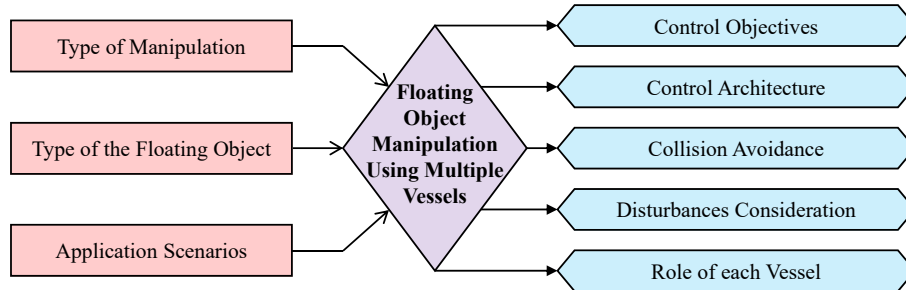 Type of Manipulation
Type of the Floating Object
Application Scenarios
Floating
Object
Manipulation
Using Multiple
Vessels
Control Objectives
Control Architecture
Collision Avoidance
Disturbances Consideration
Role of each Vessel